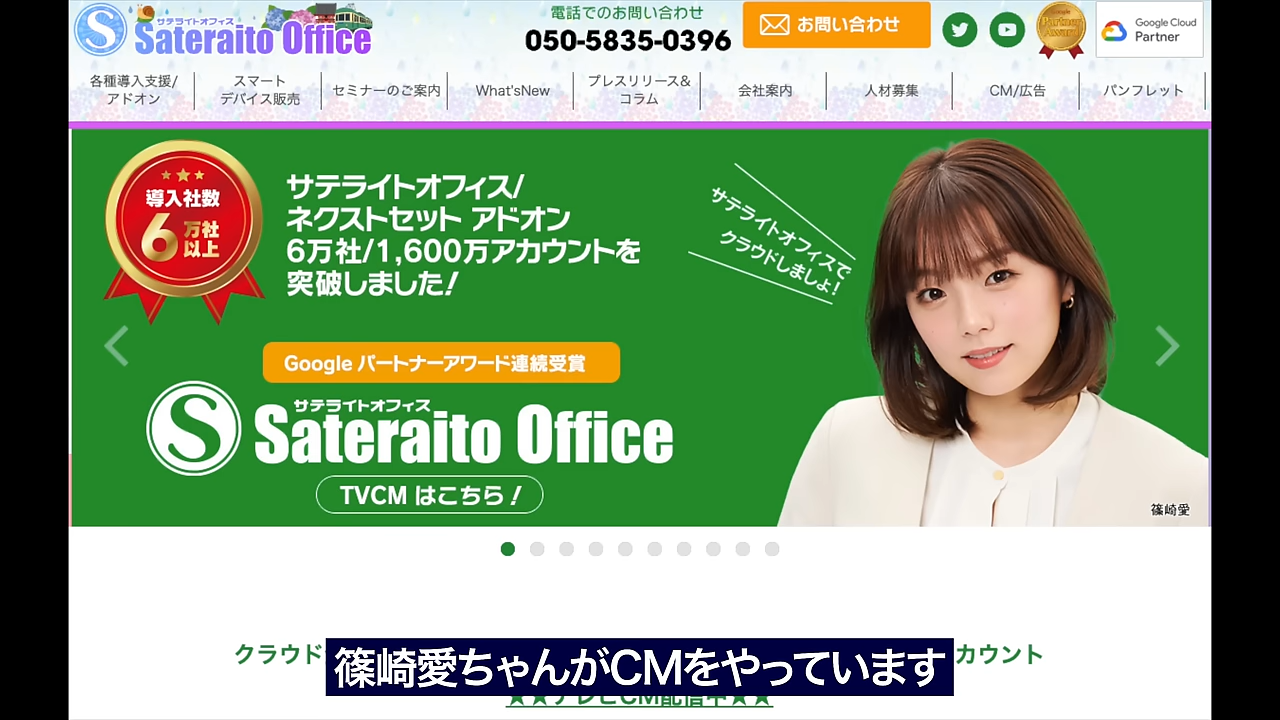 サテライトオフィス
Sateraito Office
電話でのお問い合わせ
050-5835-0396
お問い合わせ
Google Cloud
Partner
各種導入支援/
アドオン
スマート
デバイス販売
セミナーのご案内
What'sNew
プレスリリース&
コラム
会社案内
人材募集
CM/広告
パンフレット
導入社数
6万社
以上
サテライトオフィス/
ネクストセット アドオン
6万社/1,600万アカウントを
突破しました!
サテライトオフィスで
クラウドしましょ!
Google パートナーアワード連続受賞
サテライトオフィス
S Sateraito Office
TVCM はこちら!
篠崎愛
クラウド
カウント
篠崎愛ちゃんがCMをやっています
★★テレビCM配信中★★